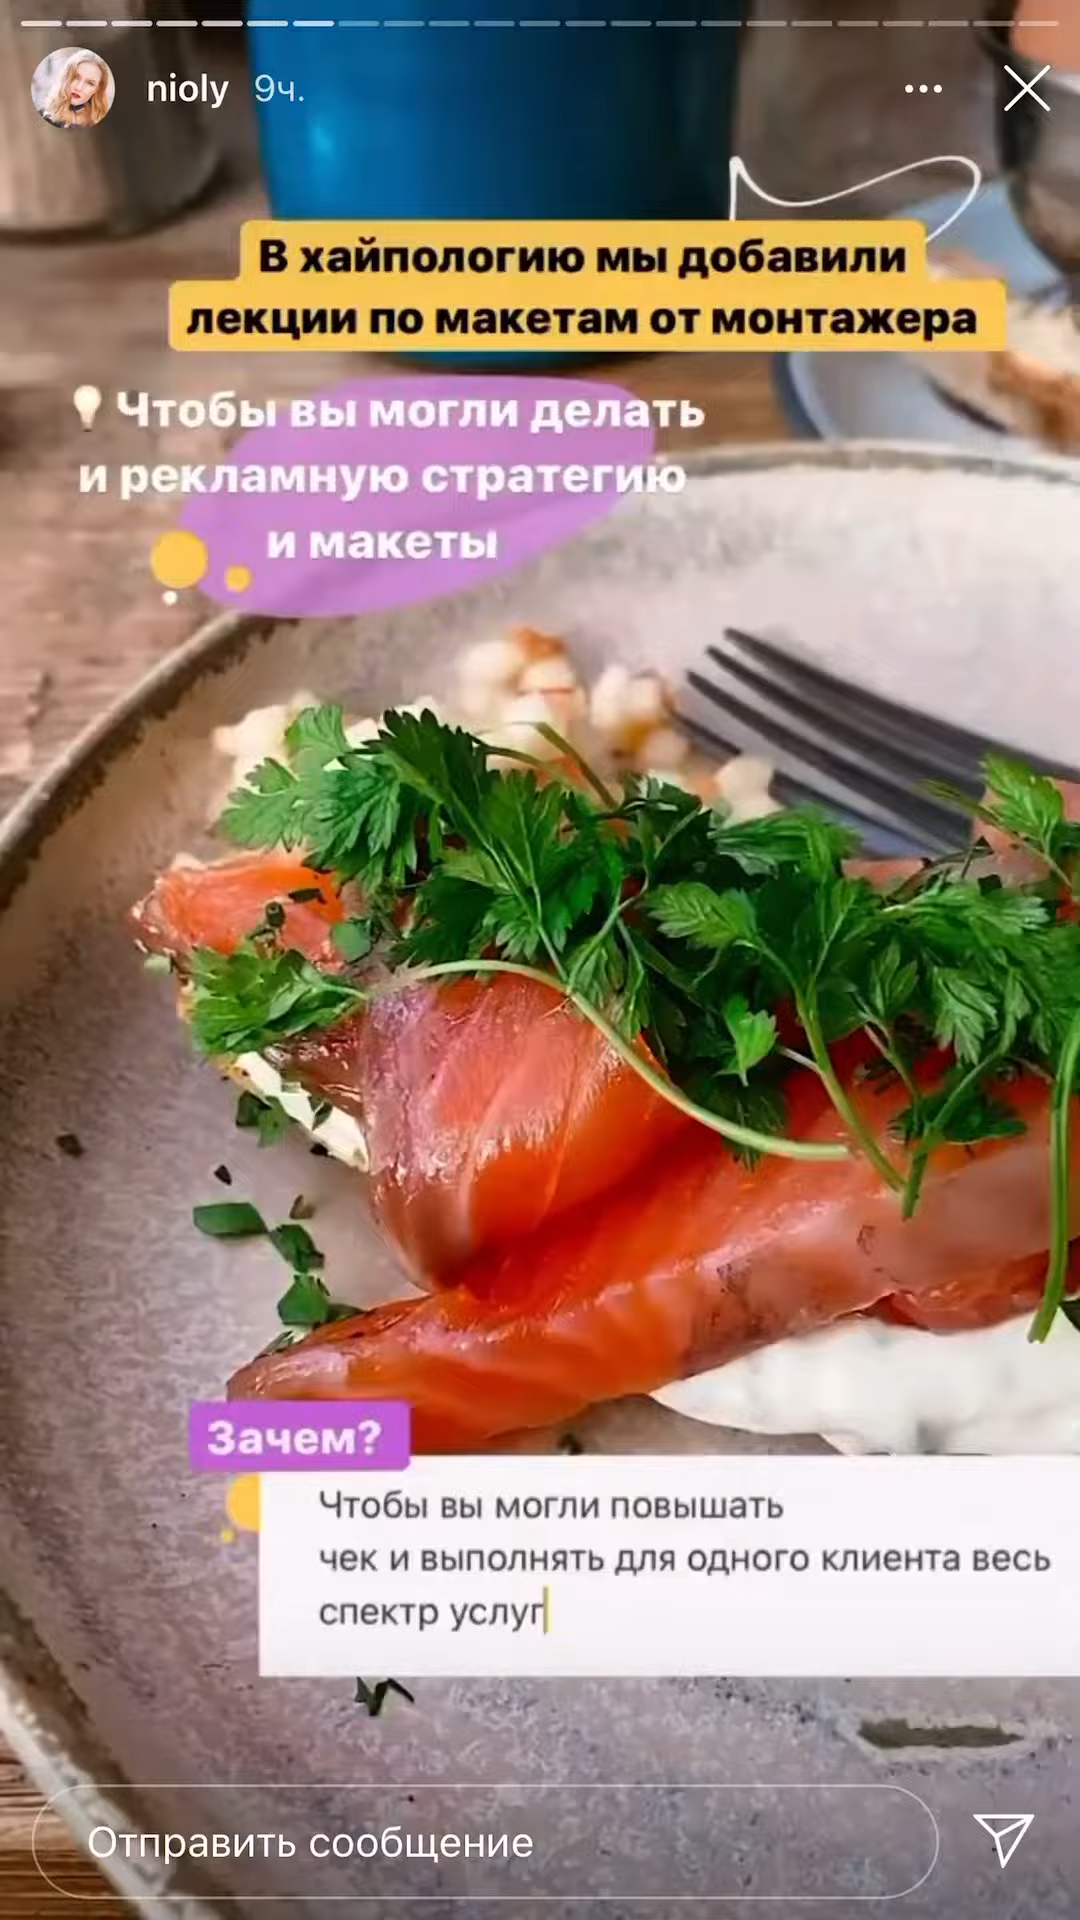 nioly 9ч.
В хайпологию мы добавили
лекции по макетам от монтажера
Чтобы вы могли делать
и рекламную стратегию
и макеты
Зачем?
Чтобы вы могли повышать
чек и выполнять для одного клиента весь
спектр услуг
Отправить сообщение